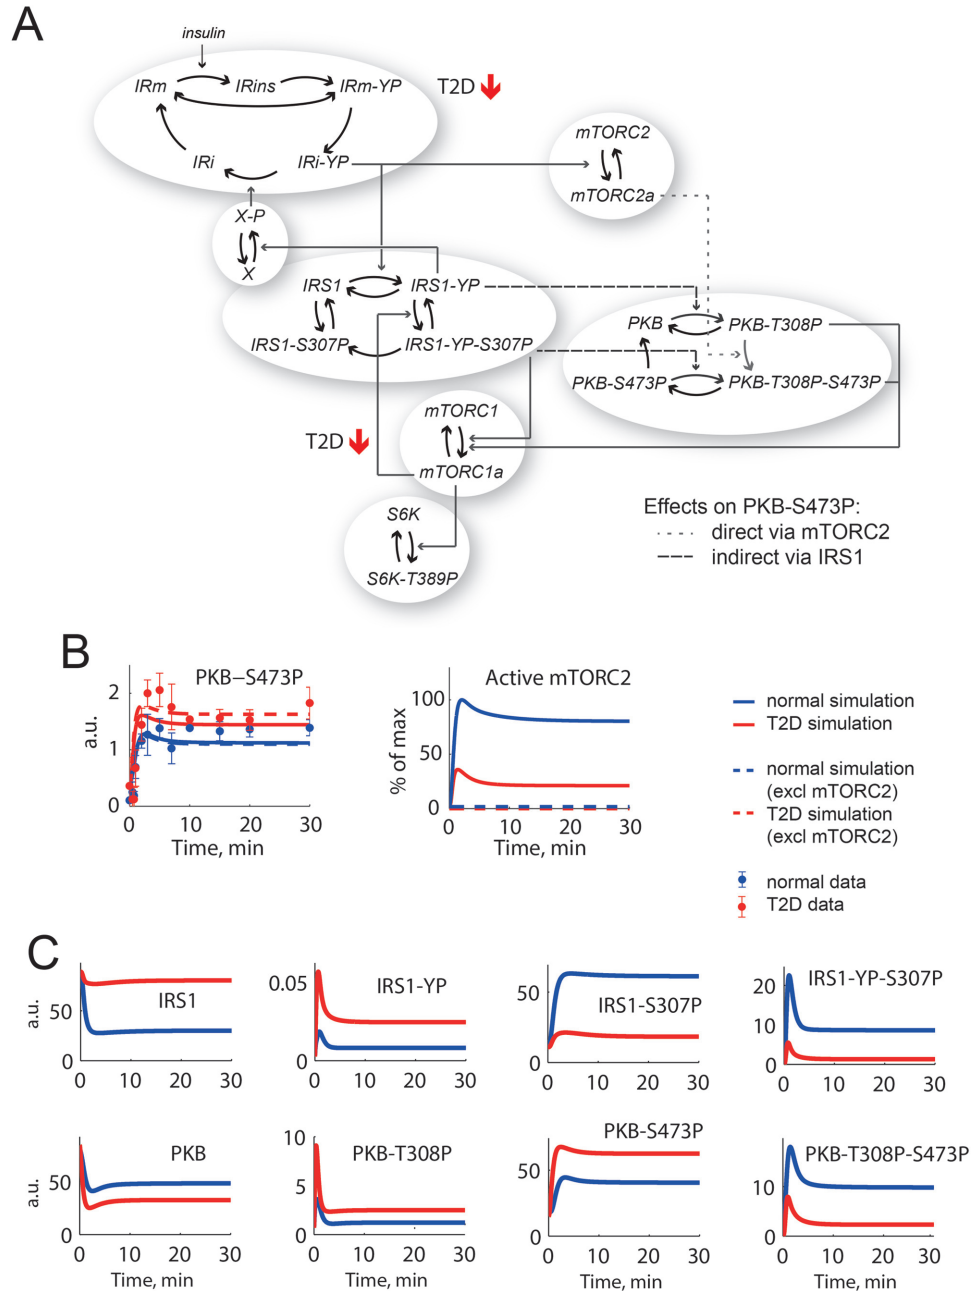 A
insulin
IRm
IRins
IRm-YP
T2D
IRi
IRi-YP
mTORC2
mTORC2a
X-P
X
IRS1
IRS1-YP
IRS1-S307P
IRS1-YP-S307P
PKB
PKB-T308P
PKB-S473P
PKB-T308P-S473P
mTORC1
mTORC1a
T2D
S6K
S6K-T389P
Effects on PKB-S473P:
direct via mTORC2
indirect via IRS1
B
PKB–S473P
a.u.
2
1
0
0 10 20 30
Time, min
Active mTORC2
% of max
100
50
0
0 10 20 30
Time, min
normal simulation
T2D simulation
normal simulation
(excl mTORC2)
T2D simulation
(excl mTORC2)
normal data
T2D data
C
IRS1
a.u.
50
0
0 10 20 30
IRS1-YP
0.05
0
0 10 20 30
IRS1-S307P
50
0
0 10 20 30
IRS1-YP-S307P
20
10
0
0 10 20 30
PKB
a.u.
50
0
0 10 20 30
Time, min
PKB-T308P
10
5
0
0 10 20 30
Time, min
PKB-S473P
50
0
0 10 20 30
Time, min
PKB-T308P-S473P
10
0
0 10 20 30
Time, min